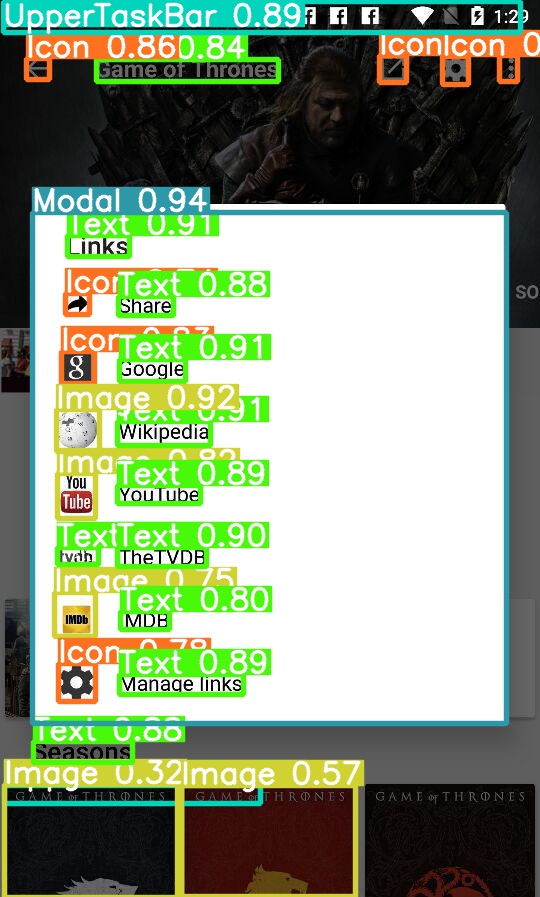 UpperTaskBar 0.89 1:29
Icon 0.86 0.84 Icon Icon 0
Game of Thrones
Modal 0.94
Text 0.91
Links
Icon Text 0.88
Share
SO
Icon 0.83 Text 0.91
g Google
Image 0.92
Text 0.91
Wikipedia
Image 0.82 Text 0.89
You Tube YouTube
Text Text 0.90
tvdb TheTVDB
Image 0.75
Text 0.80
IMDb IMDB
Icon 0.78 Text 0.89
Manage links
Text 0.88
Seasons
Image 0.32 Image 0.57
GAME OF THRONES GAME OF THRONES GAME OF THRONES